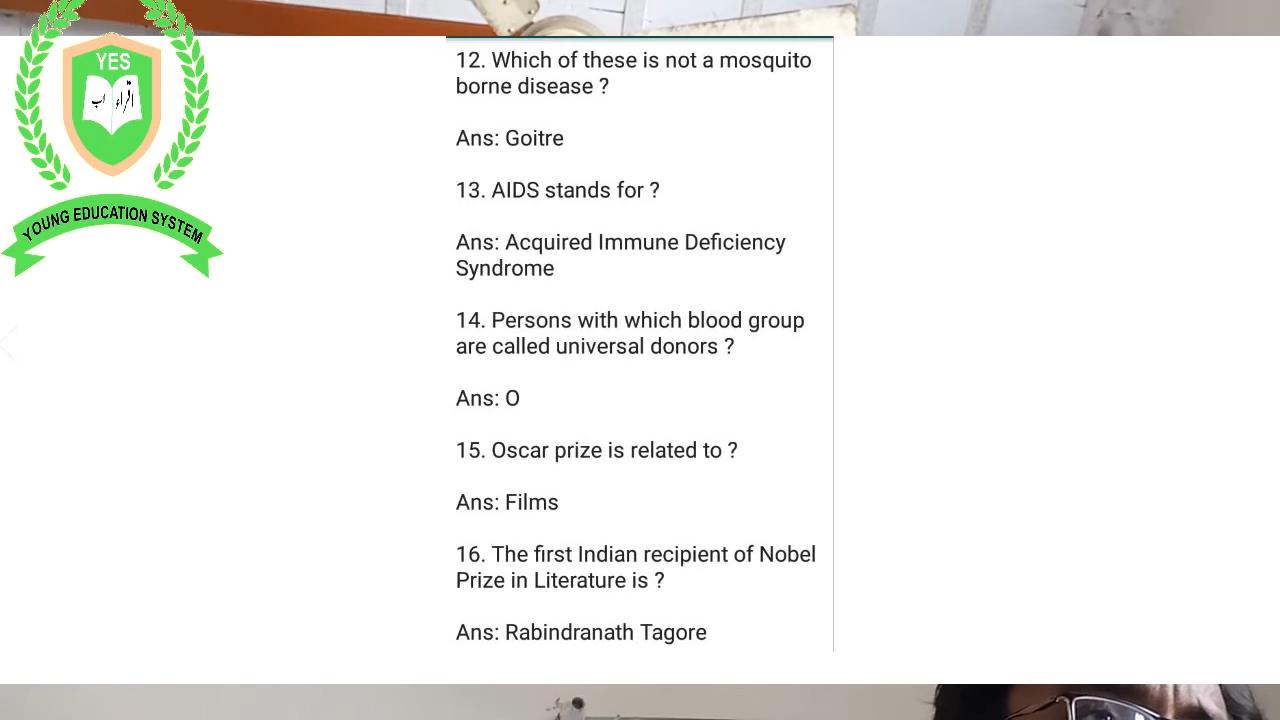 YES
اقراء
اب
YOUNG EDUCATION SYSTEM
12. Which of these is not a mosquito
borne disease ?
Ans: Goitre
13. AIDS stands for ?
Ans: Acquired Immune Deficiency
Syndrome
14. Persons with which blood group
are called universal donors ?
Ans: O
15. Oscar prize is related to ?
Ans: Films
16. The first Indian recipient of Nobel
Prize in Literature is ?
Ans: Rabindranath Tagore